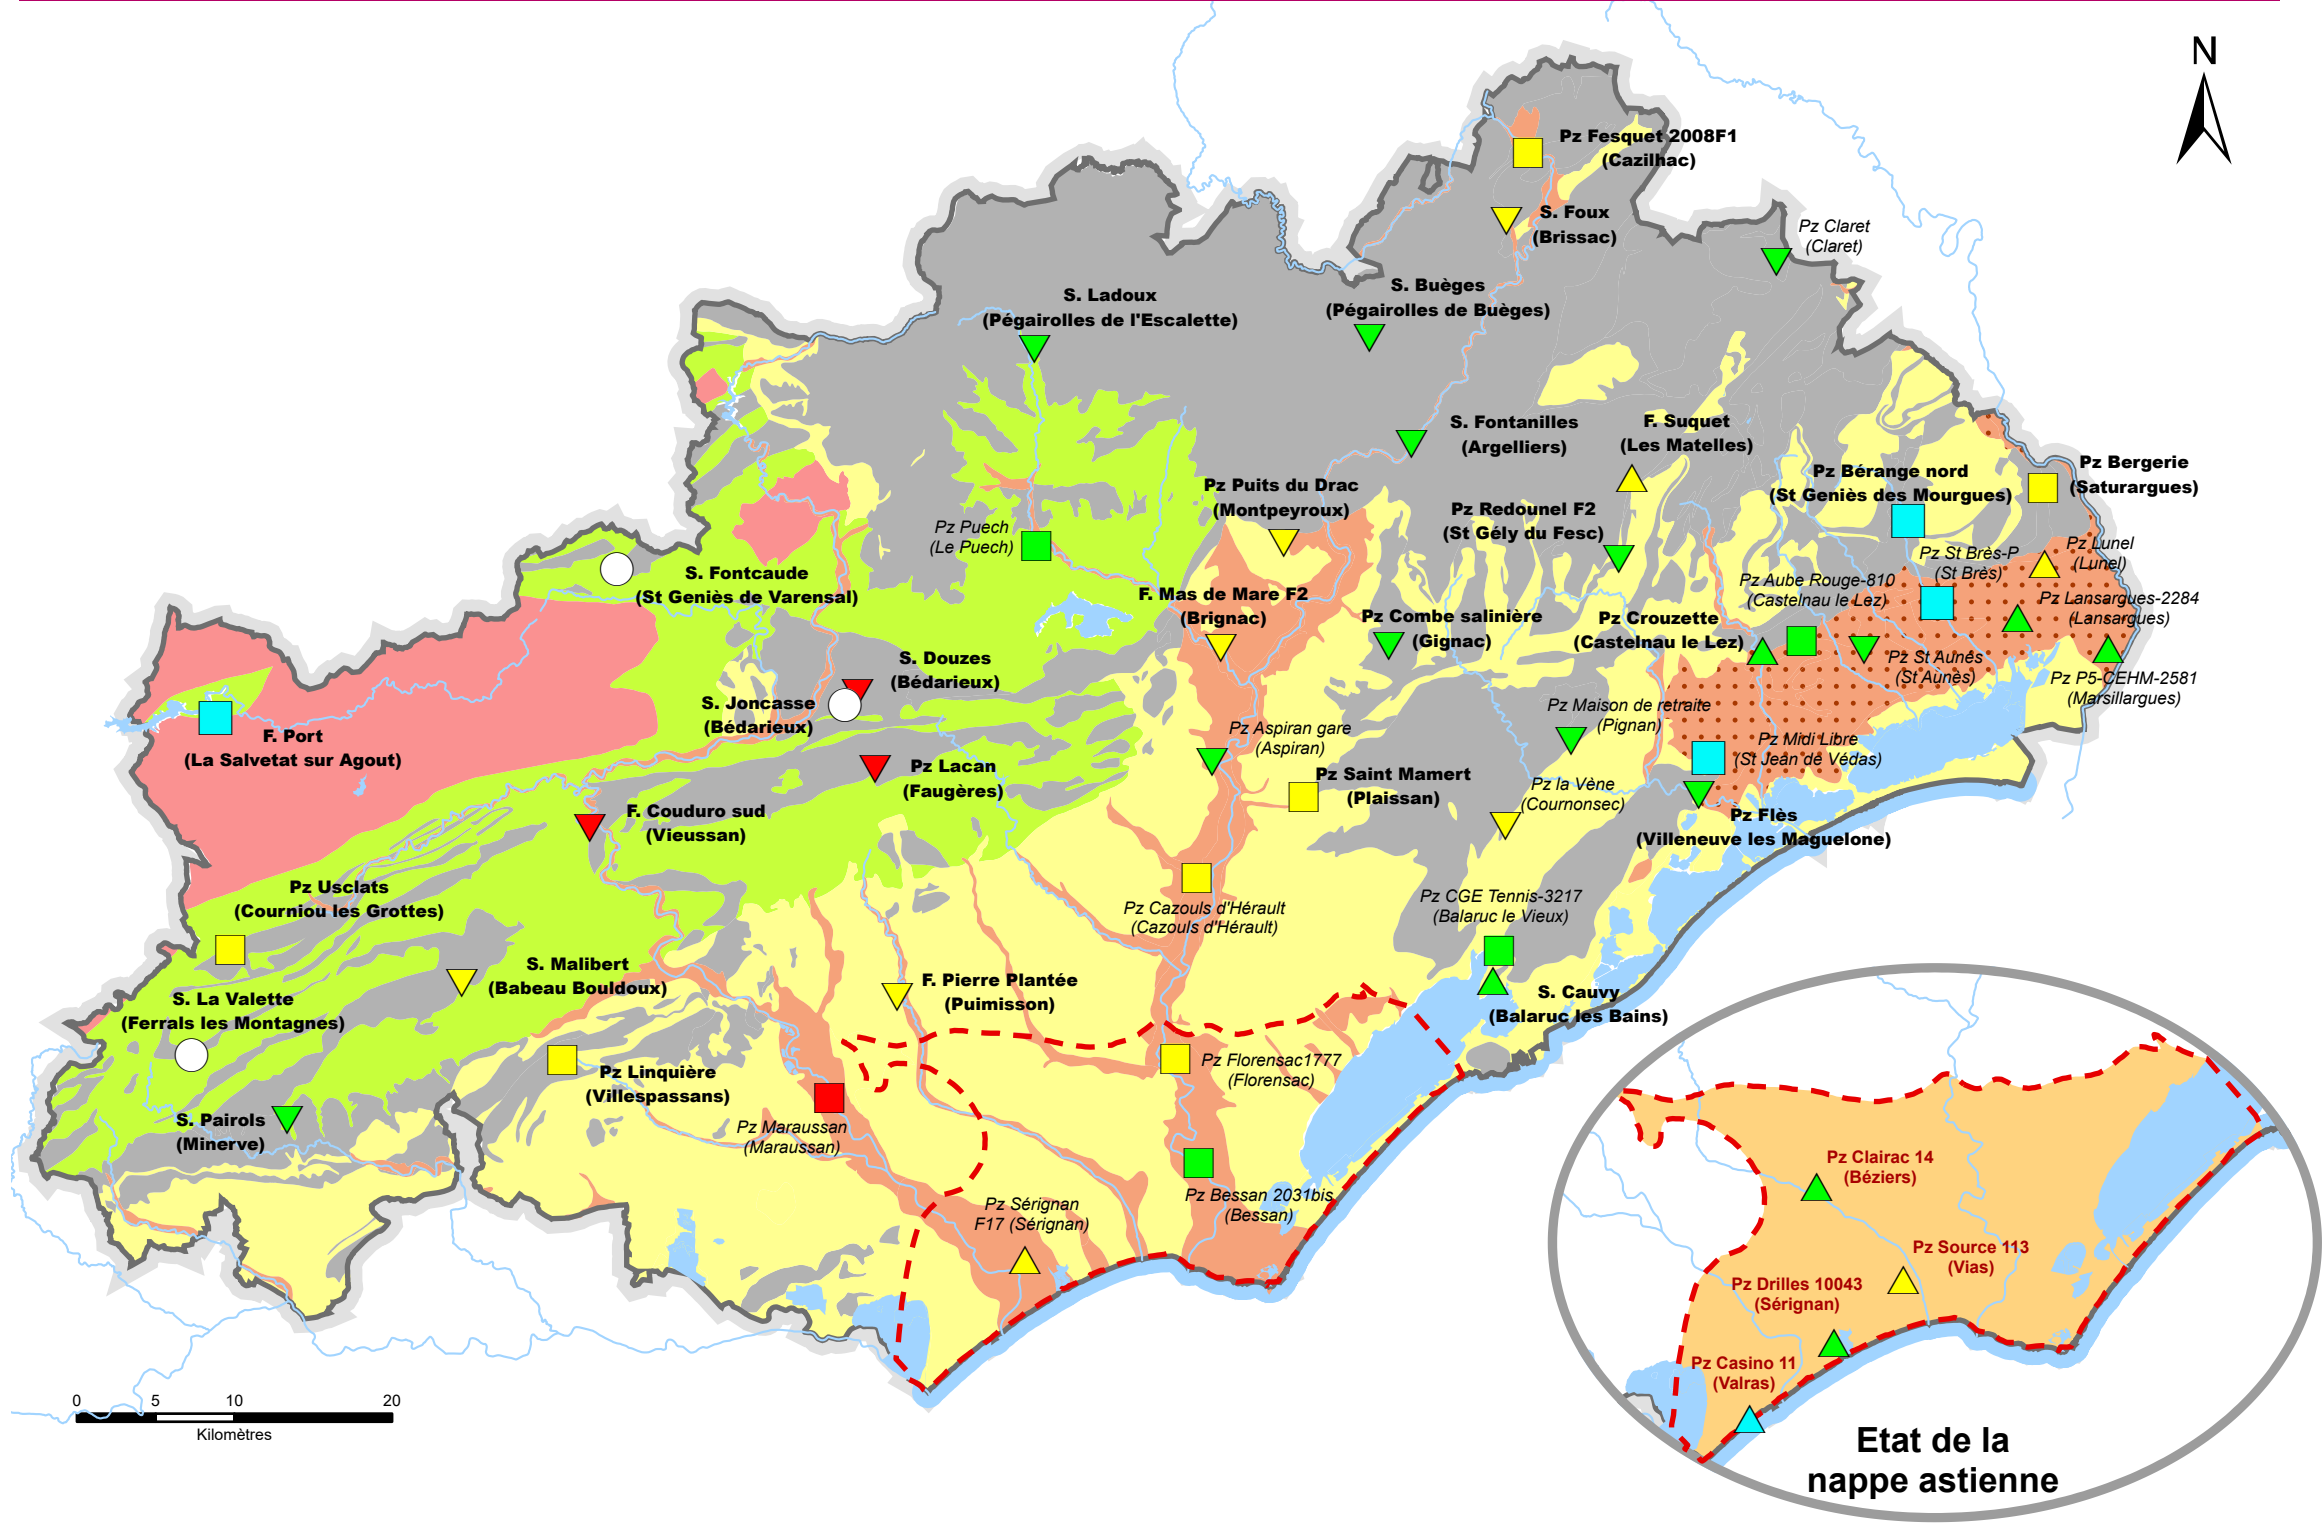 N
Pz Fesquet 2008F1
(Cazilhac)
S. Foux
(Brissac)
Pz Claret
(Claret)
S. Ladoux
(Pégairolles de l'Escalette)
S. Buèges
(Pégairolles de Buèges)
S. Fontanilles
(Argelliers)
F. Suquet
(Les Matelles)
Pz Bérange nord
(St Geniès des Mourgues)
Pz Bergerie
(Saturargues)
Pz Puits du Drac
(Montpeyroux)
Pz Redounel F2
(St Gély du Fesc)
Pz Puech
(Le Puech)
Pz St Brès-P
(St Brès)
Pz Lunel
(Lunel)
S. Fontcaude
(St Geniès de Varensal)
Pz Aube Rouge-810
(Castelnau le Lez)
F. Mas de Mare F2
(Brignac)
Pz Lansargues-2284
(Lansargues)
Pz Combe salinière
(Gignac)
Pz Crouzette
(Castelnau le Lez)
S. Douzes
(Bédarieux)
Pz St Aunès
(St Aunès)
Pz P5-CEHM-2581
(Marsillargues)
S. Joncasse
(Bédarieux)
Pz Maison de retraite
(Pignan)
F. Port
(La Salvetat sur Agout)
Pz Aspiran gare
(Aspiran)
Pz Midi Libre
(St Jean de Védas)
Pz Lacan
(Faugères)
Pz Saint Mamert
(Plaissan)
Pz la Vène
(Cournonsec)
F. Couduro sud
(Vieussan)
Pz Flès
(Villeneuve les Maguelone)
Pz Usclats
(Courniou les Grottes)
Pz Cazouls d'Hérault
(Cazouls d'Hérault)
Pz CGE Tennis-3217
(Balaruc le Vieux)
S. Malibert
(Babeau Bouldoux)
F. Pierre Plantée
(Puimisson)
S. Cauvy
(Balaruc les Bains)
S. La Valette
(Ferrals les Montagnes)
Pz Linquière
(Villespassans)
Pz Florensac1777
(Florensac)
S. Pairols
(Minerve)
Pz Maraussan
(Maraussan)
Pz Bessan 2031bis
(Bessan)
Pz Sérignan
F17 (Sérignan)
Pz Clairac 14
(Béziers)
Pz Source 113
(Vias)
Pz Drilles 10043
(Sérignan)
Pz Casino 11
(Valras)
Etat de la
nappe astienne
0 5 10 20
Kilomètres